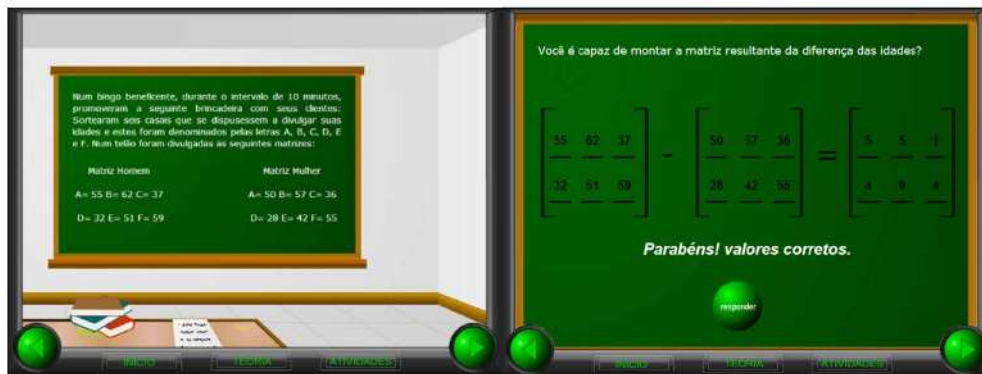 Num bingo beneficente, durante o intervalo de 10 minutos,
promoveram a seguinte brincadeira com seus clientes:
Sortearam seis casais que se dispusessem a divulgar suas
idades e estes foram denominados pelas letras A, B, C, D, E
e F. Num telão foram divulgadas as seguintes matrizes:
Matriz Homem Matriz Mulher
A= 55 B= 62 C= 37 A= 50 B= 57 C= 36
D= 32 E= 51 F= 59 D= 28 E= 42 F= 55
INÍCIO TEORIA ATIVIDADES
Você é capaz de montar a matriz resultante da diferença das idades?
55 62 37 - 50 57 36 = 5 5 1
32 51 59 28 42 55 4 9 4
Parabéns! valores corretos.
responder
INÍCIO TEORIA ATIVIDADES